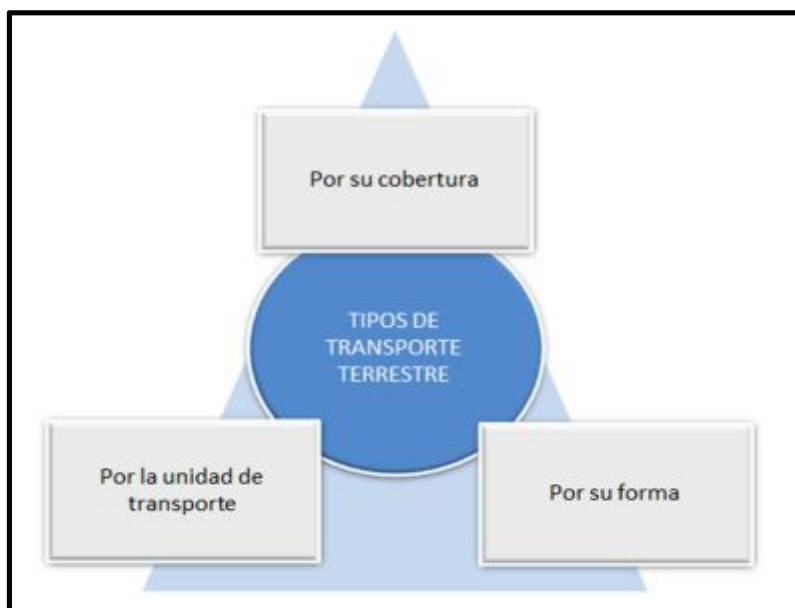 Por su cobertura
TIPOS DE
TRANSPORTE
TERRESTRE
Por la unidad de
transporte
Por su forma